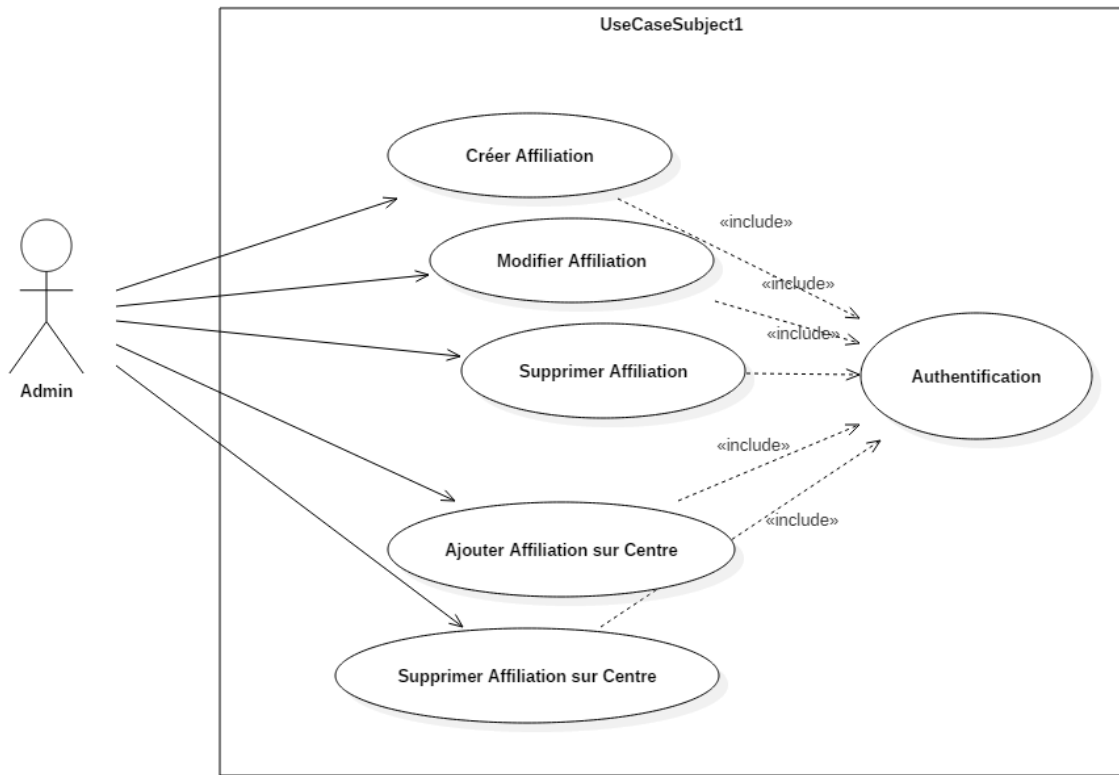 UseCaseSubject1
Créer Affiliation
«include»
Modifier Affiliation
«include»
«include»
Supprimer Affiliation
Authentification
Admin
«include»
«include»
Ajouter Affiliation sur Centre
Supprimer Affiliation sur Centre